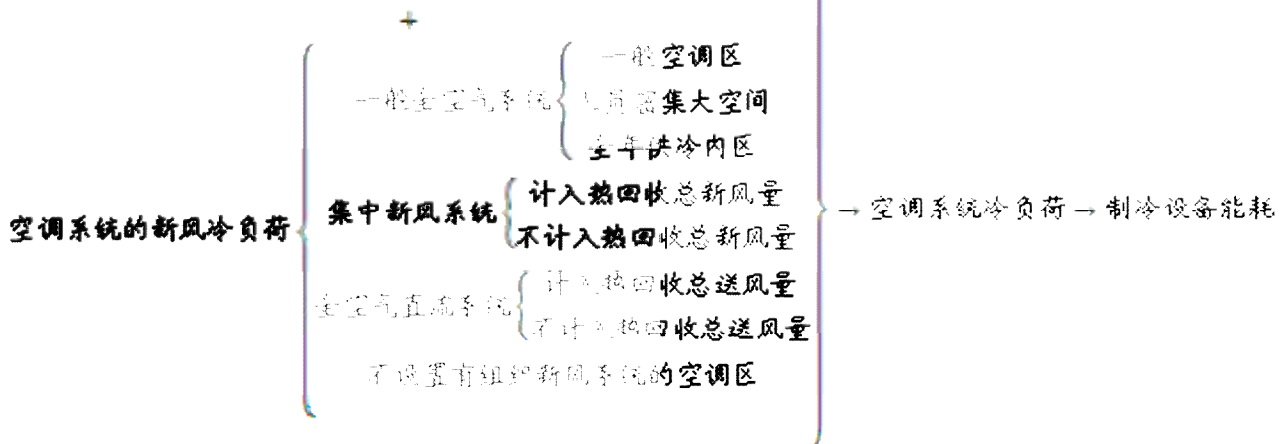 +
一般空调区
一般全空气系统
人员密集大空间
全年供冷内区
计入热回收总新风量
集中新风系统
空调系统的新风冷负荷
→ 空调系统冷负荷 → 制冷设备能耗
不计入热回收总新风量
计入热回收总送风量
全空气直流系统
不计入热回收总送风量
不设置有组织新风系统的空调区